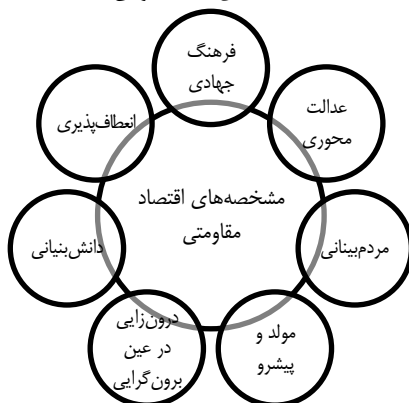 فرهنگ
جهادی
عدالت
محوری
مردم‌بینانی
مولد و
پیشرو
درون‌زایی
در عین
برون‌گرایی
دانش‌بنیانی
انعطاف‌پذیری
مشخصه‌های اقتصاد
مقاومتی